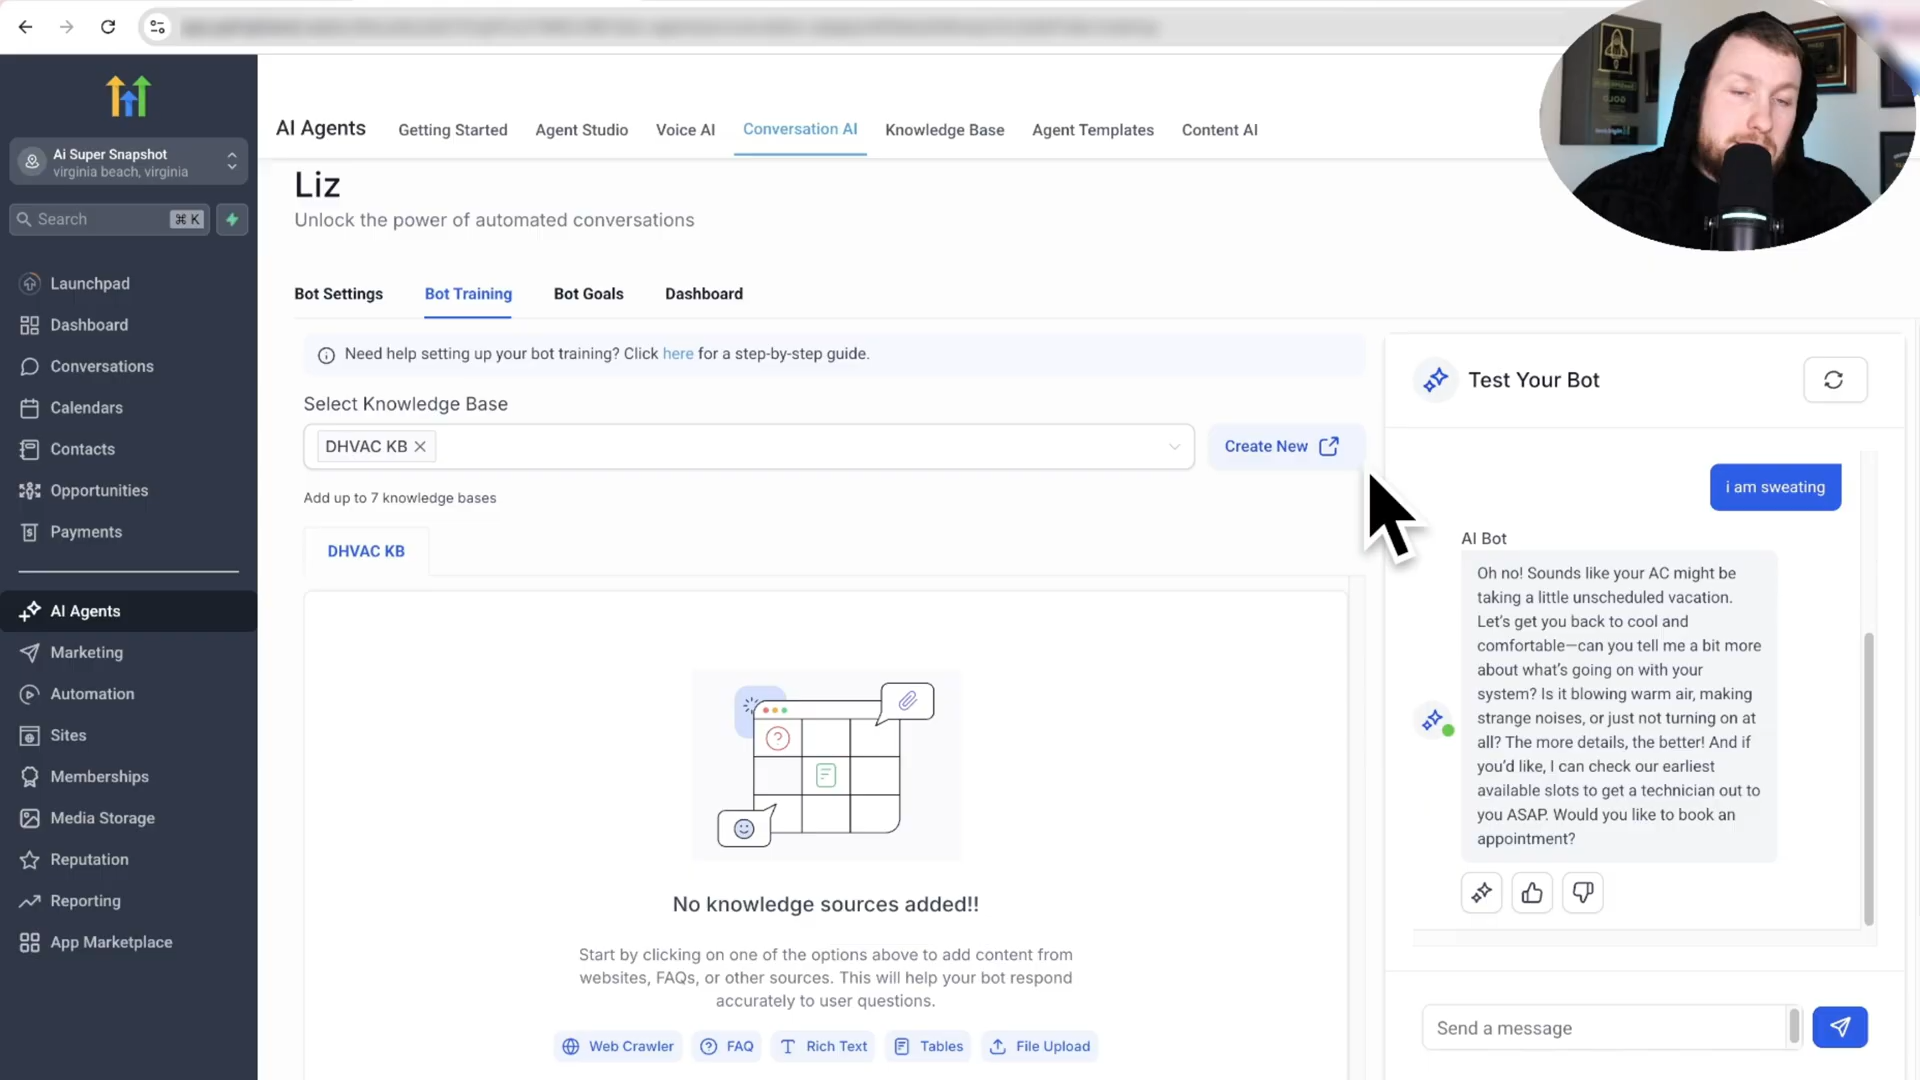 Ai Super Snapshot
virginia beach, virginia
Search
⌘ K
Launchpad
Dashboard
Conversations
Calendars
Contacts
Opportunities
Payments
AI Agents
Marketing
Automation
Sites
Memberships
Media Storage
Reputation
Reporting
App Marketplace
AI Agents
Getting Started
Agent Studio
Voice AI
Conversation AI
Knowledge Base
Agent Templates
Content AI
Liz
Unlock the power of automated conversations
Bot Settings
Bot Training
Bot Goals
Dashboard
Need help setting up your bot training? Click here for a step-by-step guide.
Select Knowledge Base
DHVAC KB
Create New
Add up to 7 knowledge bases
DHVAC KB
No knowledge sources added!!
Start by clicking on one of the options above to add content from
websites, FAQs, or other sources. This will help your bot respond
accurately to user questions.
Web Crawler
FAQ
Rich Text
Tables
File Upload
Test Your Bot
i am sweating
AI Bot
Oh no! Sounds like your AC might be
taking a little unscheduled vacation.
Let's get you back to cool and
comfortable—can you tell me a bit more
about what's going on with your
system? Is it blowing warm air, making
strange noises, or just not turning on at
all? The more details, the better! And if
you'd like, I can check our earliest
available slots to get a technician out to
you ASAP. Would you like to book an
appointment?
Send a message